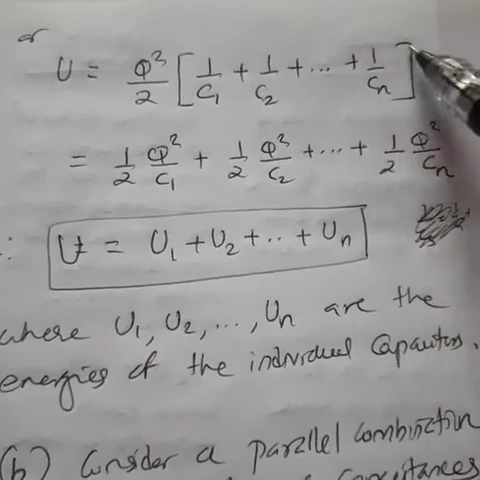 or
U = Q²/2 [1/C₁ + 1/C₂ + ... + 1/Cₙ]
= 1/2 Q²/C₁ + 1/2 Q²/C₂ + ... + 1/2 Q²/Cₙ
∴ U = U₁ + U₂ + .. + Uₙ
where U₁, U₂, ..., Uₙ are the
energies of the individual capacitors.
(b) Consider a parallel combination
capacitances